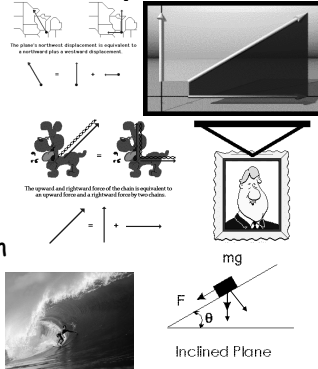 The plane's northwest displacement is equivalent to
a northward plus a westward displacement.
= +
=
The upward and rightward force of the chain is equivalent to
an upward force and a rightward force by two chains.
= +
mg
F
θ
Inclined Plane